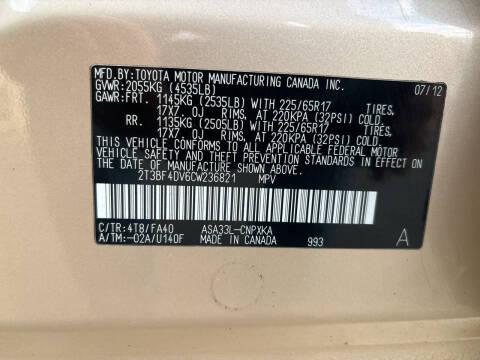 MFD.BY:TOYOTA MOTOR MANUFACTURING CANADA INC. 07/12
GVWR:2055KG (4535LB)
GAWR:FRT. 1145KG (2535LB) WITH 225/65R17 TIRES,
17X7 OJ RIMS, AT 220KPA (32PSI) COLD
RR. 1135KG (2505LB) WITH 225/65R17 TIRES,
17X7 OJ RIMS, AT 220KPA (32PSI) COLD
THIS VEHICLE CONFORMS TO ALL APPLICABLE FEDERAL MOTOR
VEHICLE SAFETY AND THEFT PREVENTION STANDARDS IN EFFECT
ON THE DATE OF MANUFACTURE SHOWN ABOVE.
2T3BF4DV6CW236821 MPV
C/TR:4T8/FA40 ASA33L-CNPXKA
A/TM:-02A/U140F MADE IN CANADA 993 A